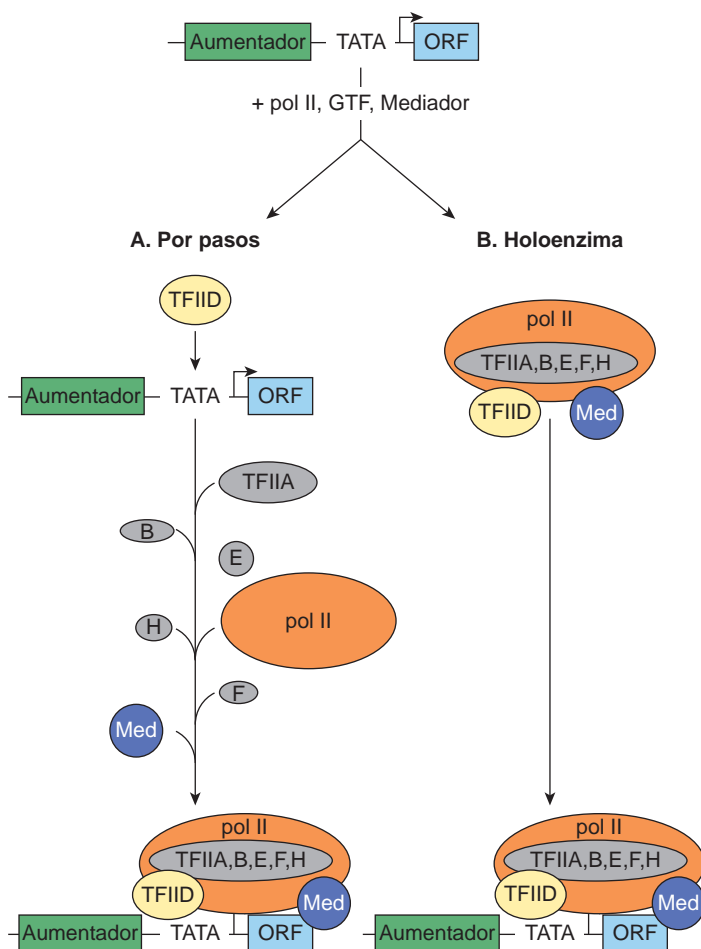 Aumentador TATA ORF
+ pol II, GTF, Mediador
A. Por pasos
B. Holoenzima
TFIID
Aumentador TATA ORF
TFIIA
B
E
H
pol II
F
Med
pol II
TFIIA,B,E,F,H
TFIID
Med
Aumentador TATA ORF
pol II
TFIIA,B,E,F,H
TFIID
Med
pol II
TFIIA,B,E,F,H
TFIID
Med
Aumentador TATA ORF